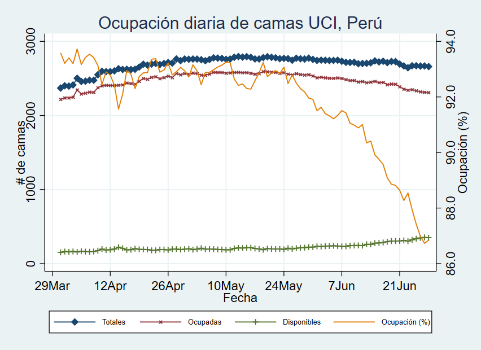 Ocupación diaria de camas UCI, Perú
3000
2000
1000
0
# de camas
94.0
92.0
90.0
88.0
86.0
Ocupación (%)
29Mar 12Apr 26Apr 10May 24May 7Jun 21Jun
Fecha
Totales Ocupadas Disponibles Ocupación (%)